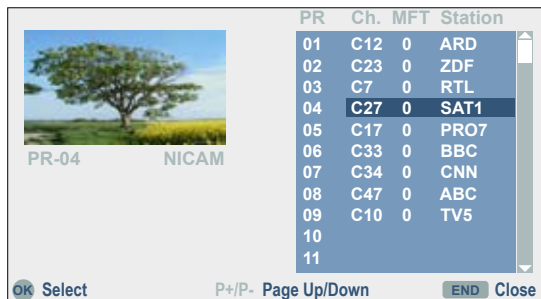 PR Ch. MFT Station
01 C12 0 ARD
02 C23 0 ZDF
03 C7 0 RTL
04 C27 0 SAT1
05 C17 0 PRO7
06 C33 0 BBC
07 C34 0 CNN
08 C47 0 ABC
09 C10 0 TV5
10
11
PR-04 NICAM
OK Select P+/P- Page Up/Down END Close